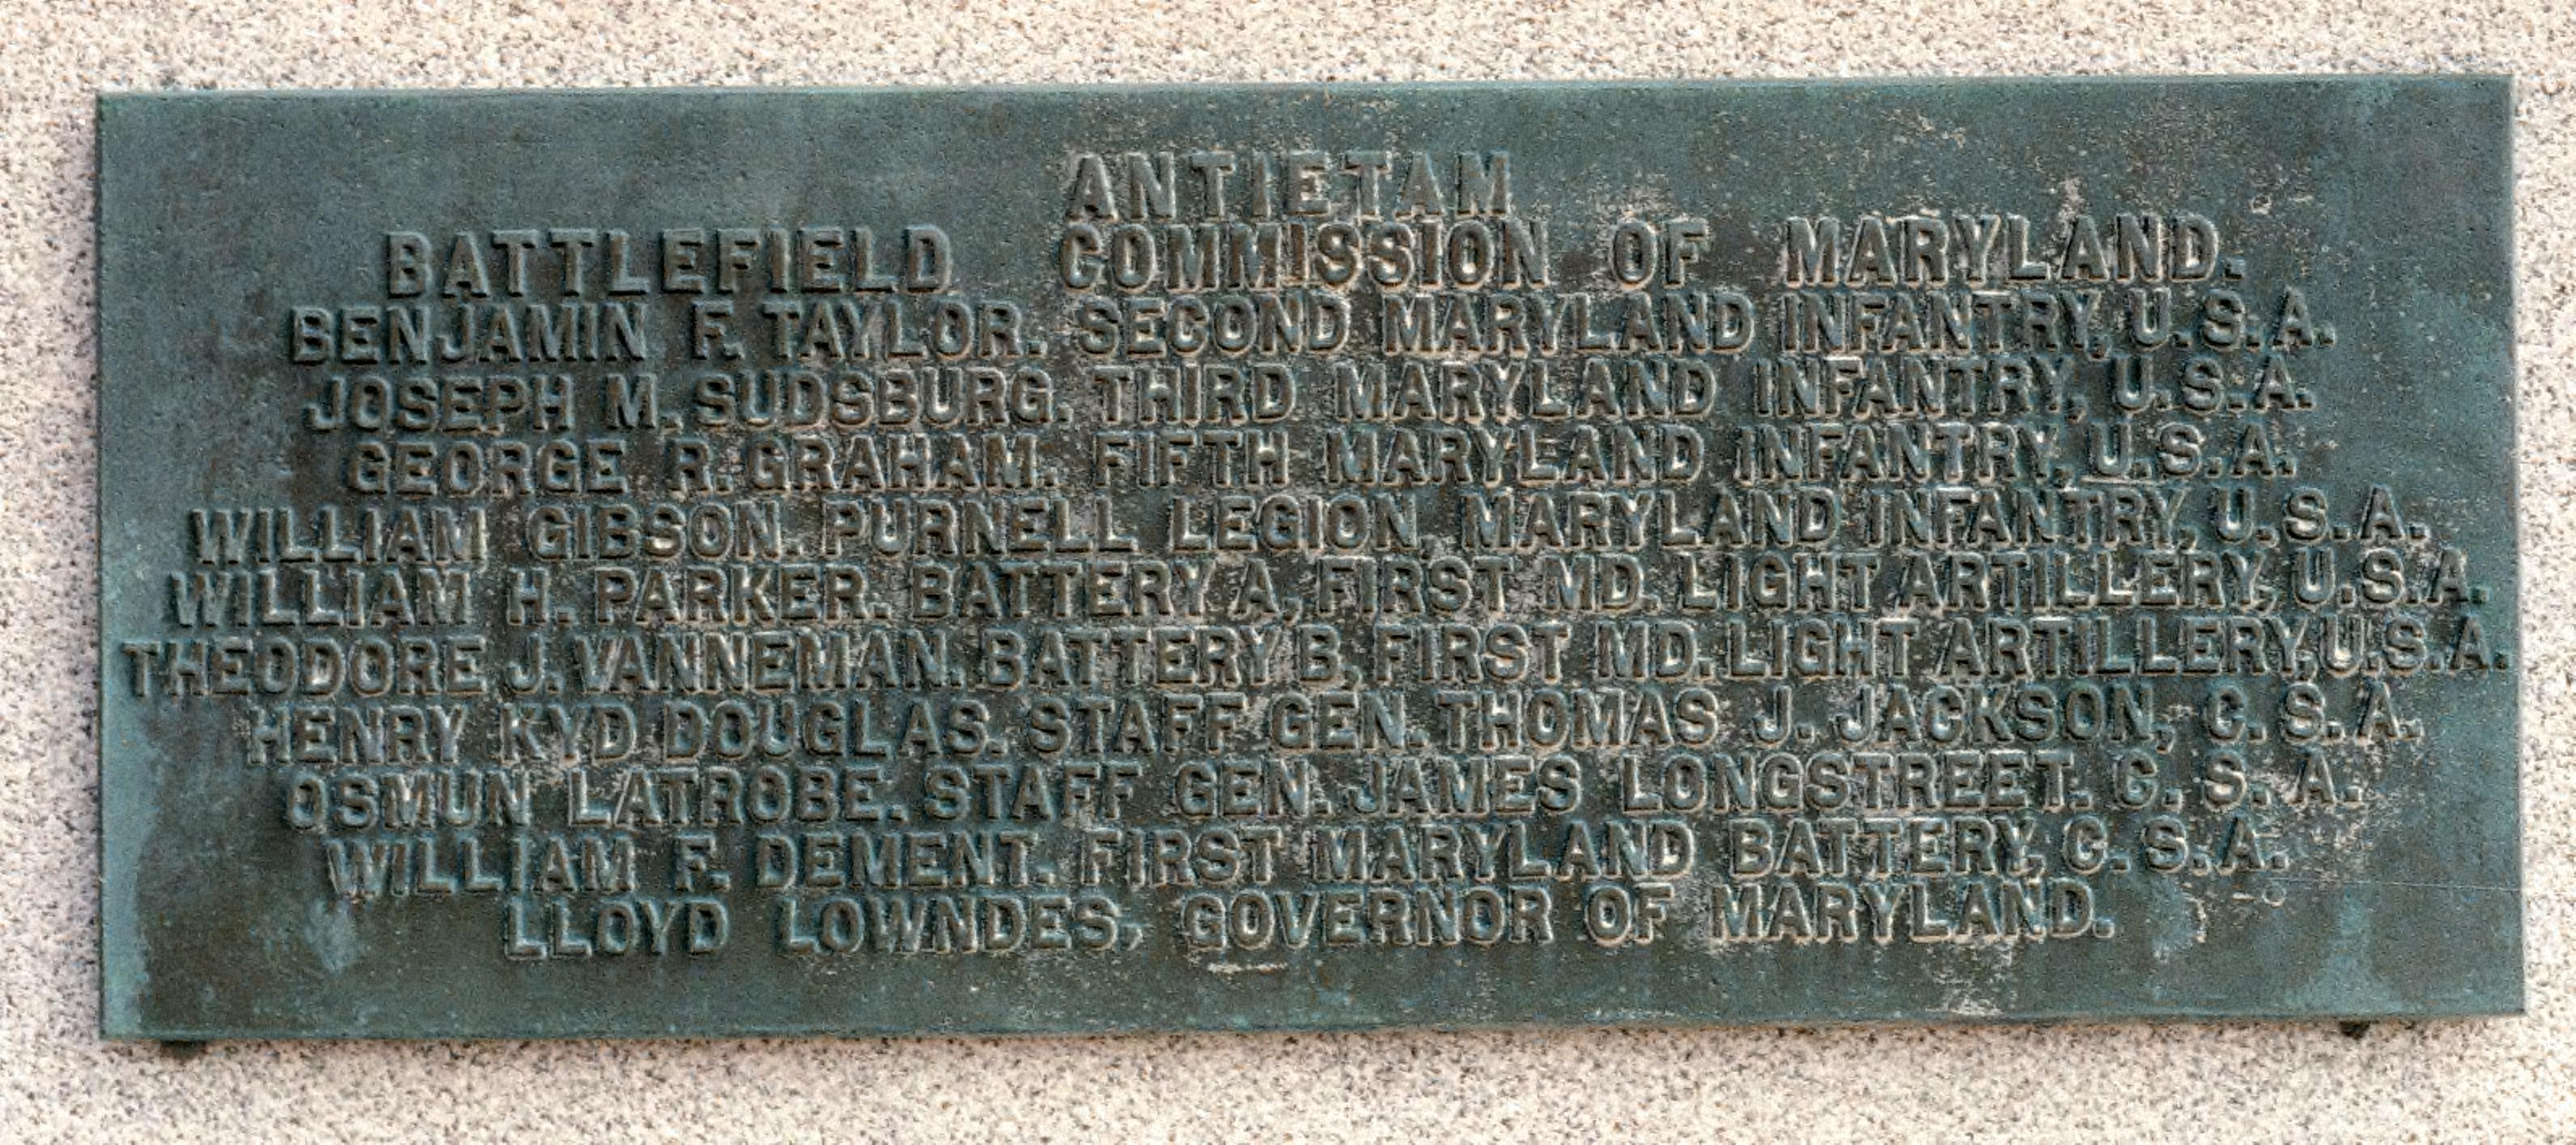 ANTIETAM
BATTLEFIELD COMMISSION OF MARYLAND.
BENJAMIN F. TAYLOR. SECOND MARYLAND INFANTRY, U.S.A.
JOSEPH M. SUDSBURG. THIRD MARYLAND INFANTRY, U.S.A.
GEORGE R. GRAHAM. FIFTH MARYLAND INFANTRY, U.S.A.
WILLIAM GIBSON. PURNELL LEGION, MARYLAND INFANTRY, U.S.A.
WILLIAM H. PARKER. BATTERY A, FIRST MD. LIGHT ARTILLERY, U.S.A.
THEODORE J. VANNEMAN. BATTERY B, FIRST MD. LIGHT ARTILLERY, U.S.A.
HENRY KYD DOUGLAS. STAFF GEN. THOMAS J. JACKSON, C.S.A.
OSMUN LATROBE. STAFF GEN. JAMES LONGSTREET. C.S.A.
WILLIAM F. DEMENT. FIRST MARYLAND BATTERY, C.S.A.
LLOYD LOWNDES, GOVERNOR OF MARYLAND.